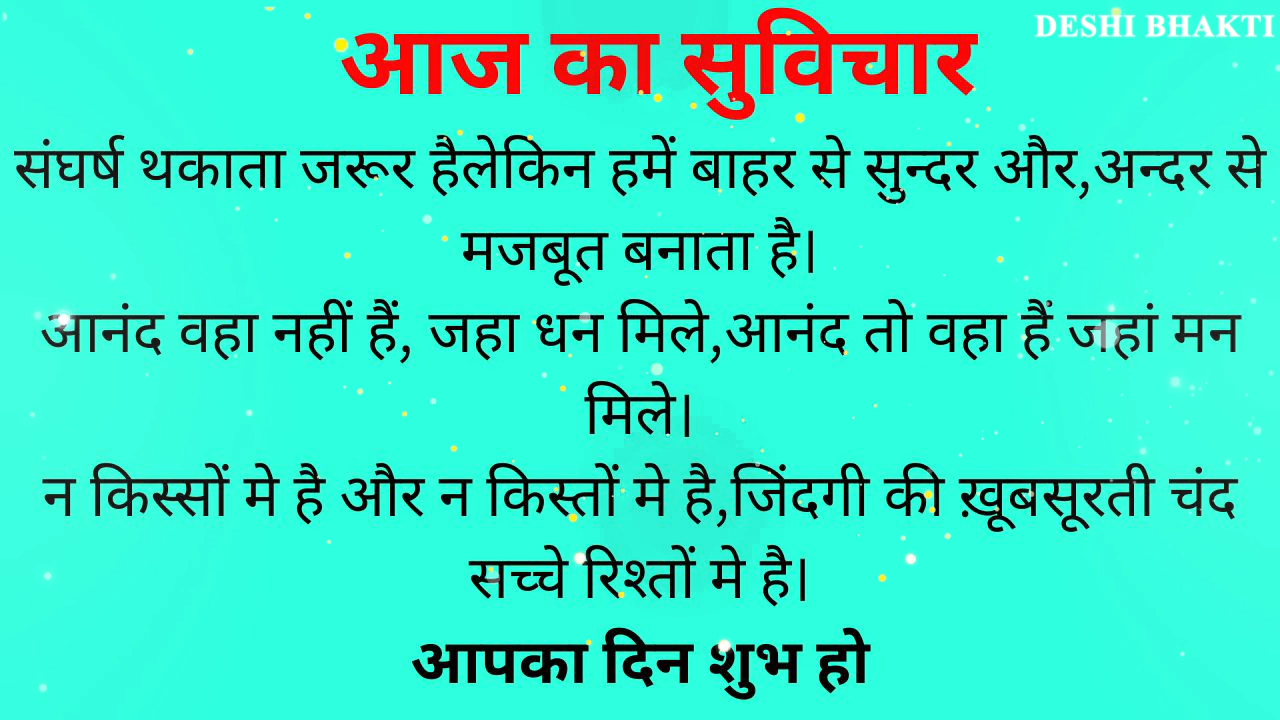 DESHI BHAKTI
आज का सुविचार
संघर्ष थकाता जरूर हैलेकिन हमें बाहर से सुन्दर और,अन्दर से
मजबूत बनाता है।
आनंद वहा नहीं हैं, जहा धन मिले,आनंद तो वहा हैं जहां मन
मिले।
न किस्सों मे है और न किस्तों मे है,जिंदगी की ख़ूबसूरती चंद
सच्चे रिश्तों मे है।
आपका दिन शुभ हो